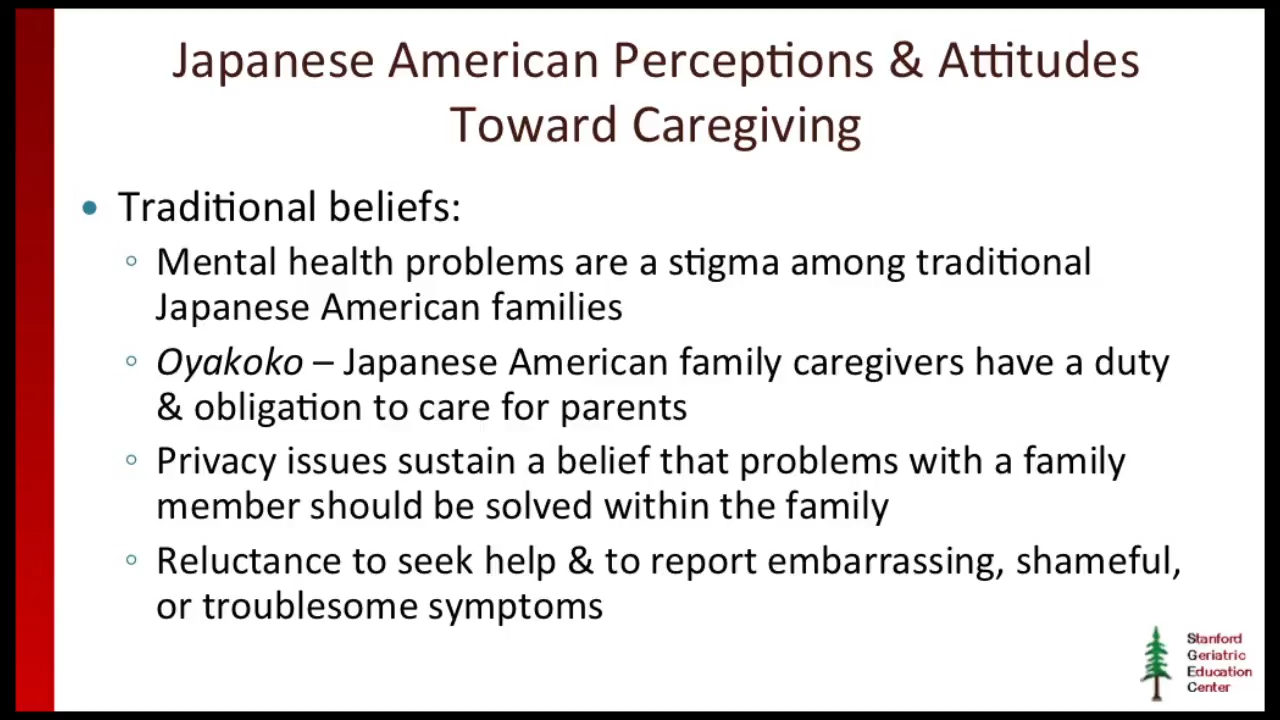 Japanese American Perceptions & Attitudes
Toward Caregiving
• Traditional beliefs:
◦ Mental health problems are a stigma among traditional
Japanese American families
◦ Oyakoko – Japanese American family caregivers have a duty
& obligation to care for parents
◦ Privacy issues sustain a belief that problems with a family
member should be solved within the family
◦ Reluctance to seek help & to report embarrassing, shameful,
or troublesome symptoms
Stanford
Geriatric
Education
Center